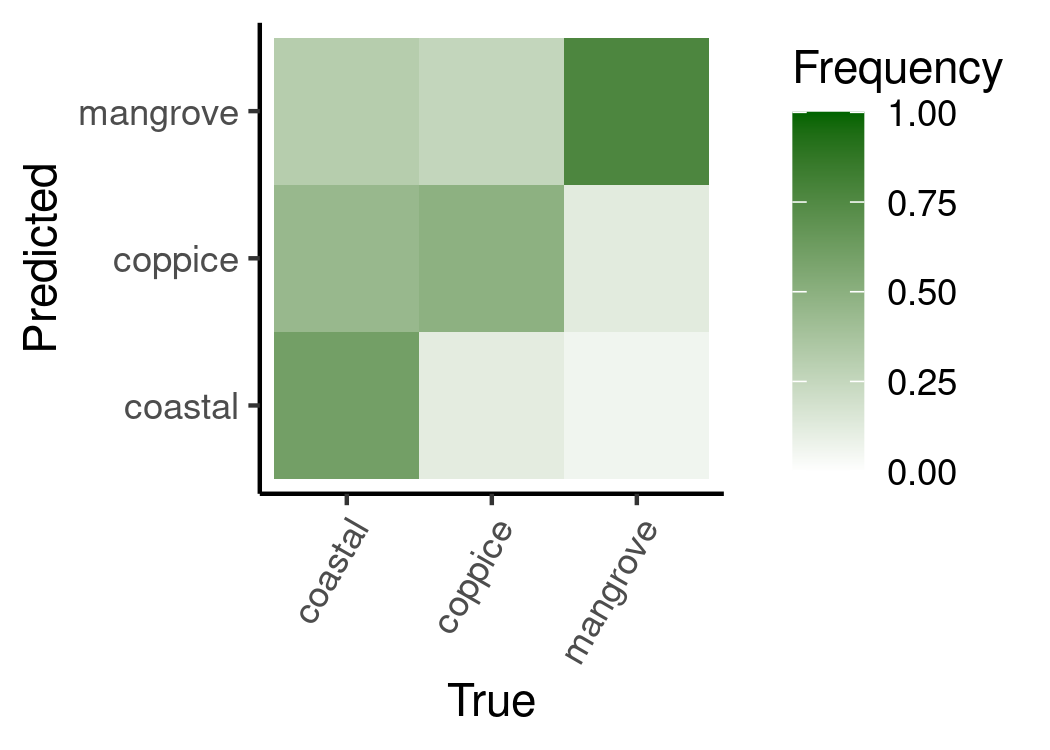 Predicted
mangrove
coppice
coastal
coastal
coppice
mangrove
True
Frequency
1.00
0.75
0.50
0.25
0.00